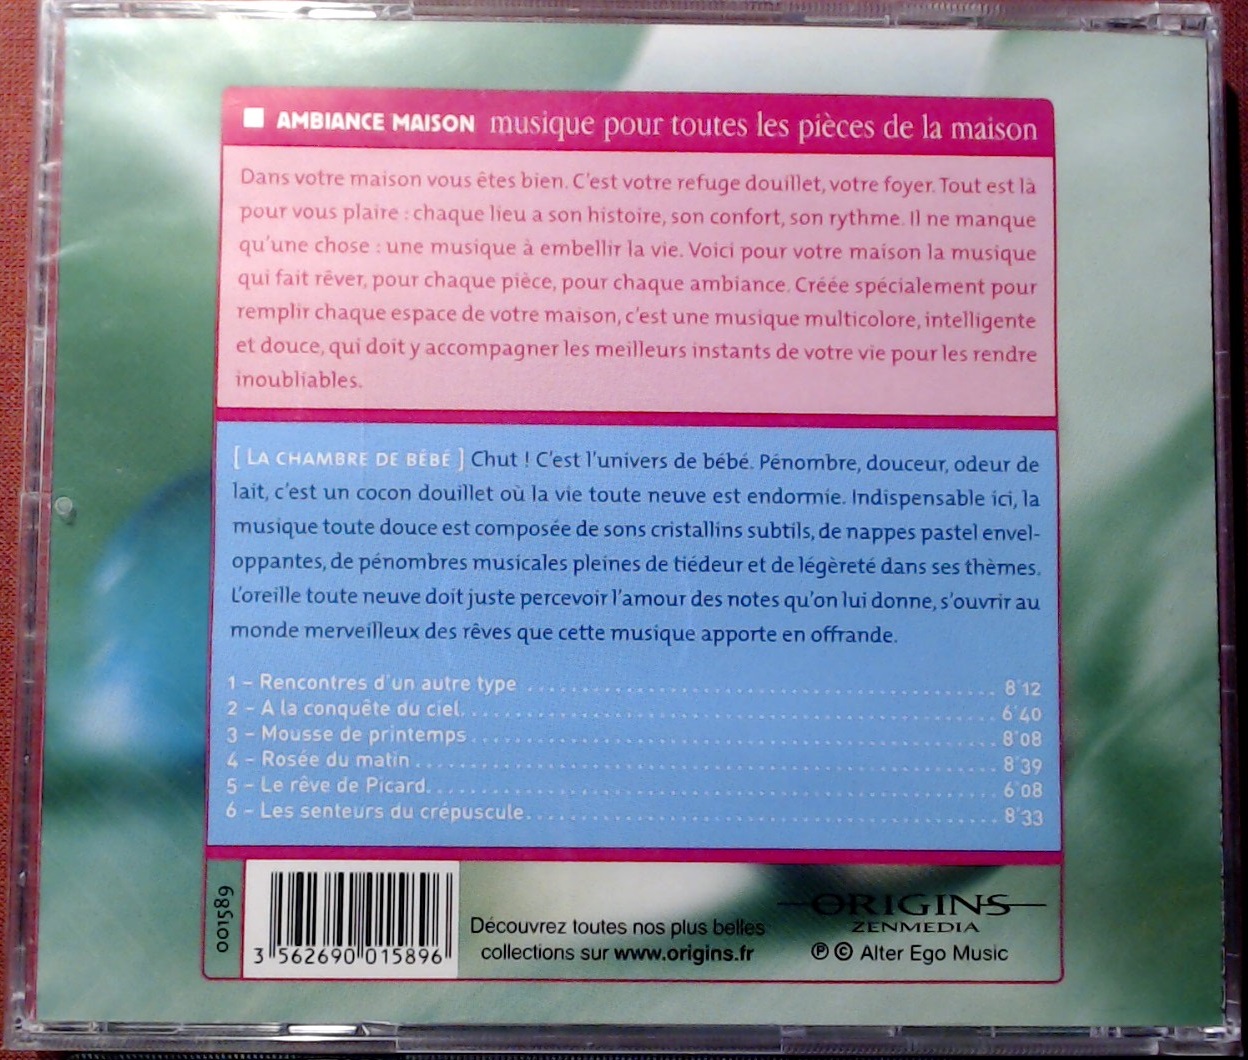 AMBIANCE MAISON musique pour toutes les pièces de la maison
Dans votre maison vous êtes bien. C'est votre refuge douillet, votre foyer. Tout est là
pour vous plaire : chaque lieu a son histoire, son confort, son rythme. Il ne manque
qu'une chose : une musique à embellir la vie. Voici pour votre maison la musique
qui fait rêver, pour chaque pièce, pour chaque ambiance. Créée spécialement pour
remplir chaque espace de votre maison, c'est une musique multicolore, intelligente
et douce, qui doit y accompagner les meilleurs instants de votre vie pour les rendre
inoubliables.
[ LA CHAMBRE DE BÉBÉ ] Chut ! C'est l'univers de bébé. Pénombre, douceur, odeur de
lait, c'est un cocon douillet où la vie toute neuve est endormie. Indispensable ici, la
musique toute douce est composée de sons cristallins subtils, de nappes pastel envel-
oppantes, de pénombres musicales pleines de tiédeur et de légèreté dans ses thèmes.
L'oreille toute neuve doit juste percevoir l'amour des notes qu'on lui donne, s'ouvrir au
monde merveilleux des rêves que cette musique apporte en offrande.
1 - Rencontres d'un autre type 8'12
2 - A la conquête du ciel 6'40
3 - Mousse de printemps 8'08
4 - Rosée du matin 8'39
5 - Le rêve de Picard 6'08
6 - Les senteurs du crépuscule 8'33
001589
3 562690 015896
Découvrez toutes nos plus belles
collections sur www.origins.fr
ORIGINS
ZENMEDIA
℗ © Alter Ego Music